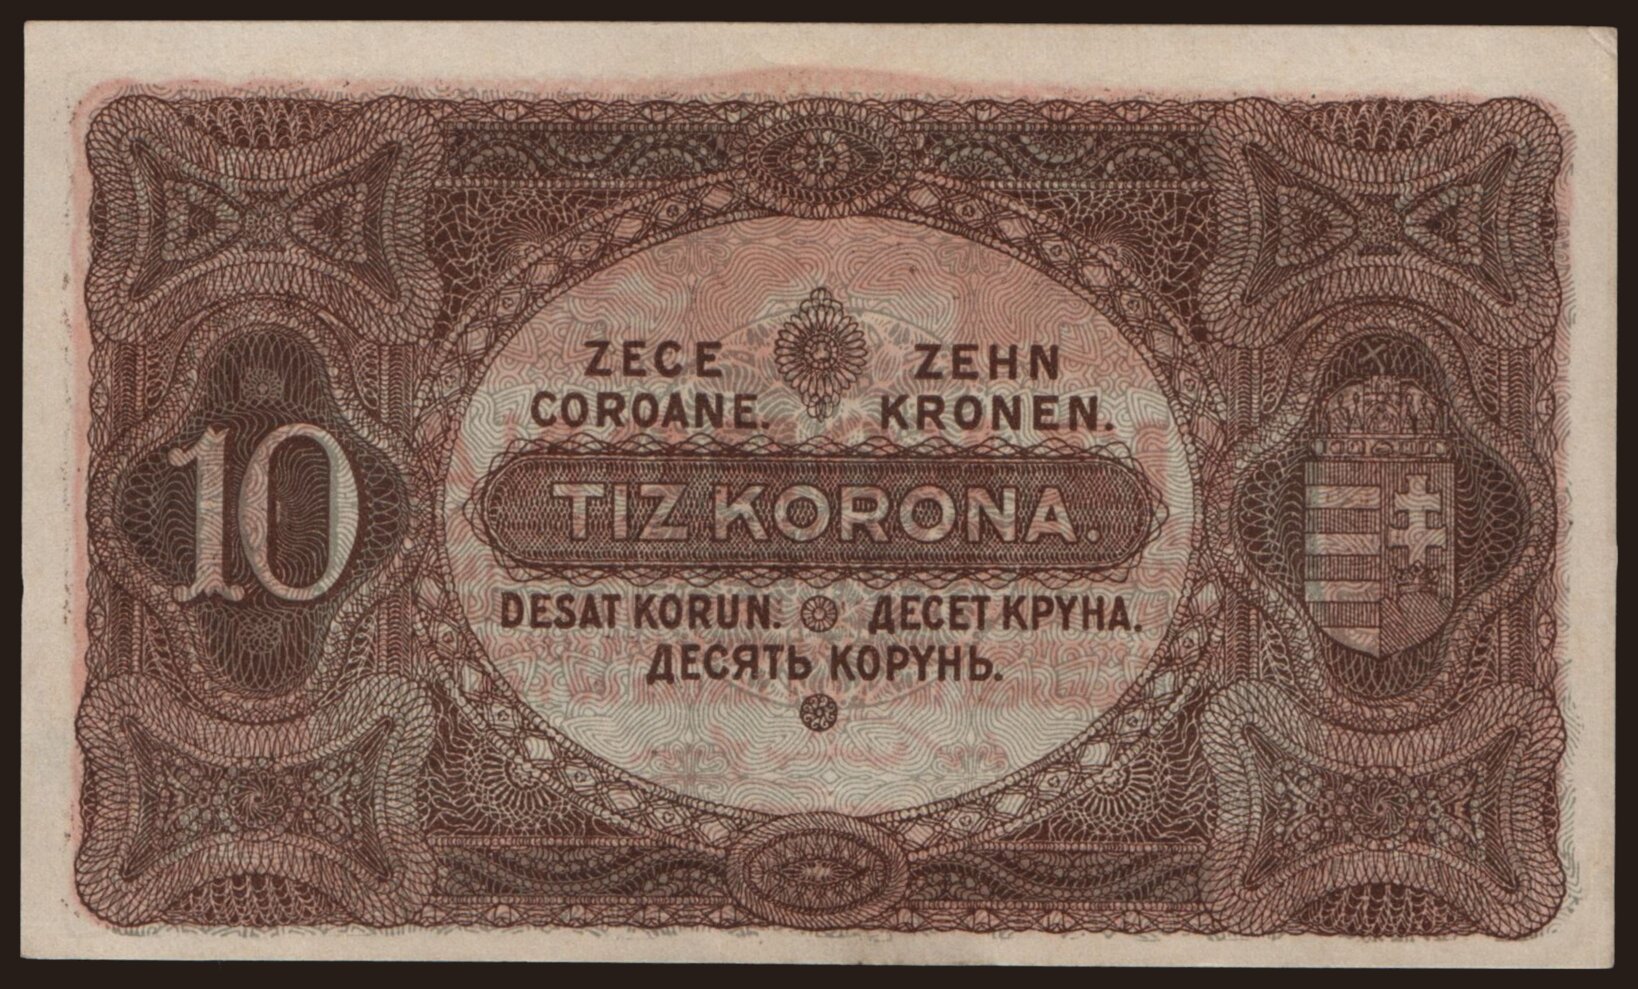 ZECE COROANE.
ZEHN KRONEN.
10
TIZ KORONA.
DESAT KORUN.
ДЕСЕТ КРУНА.
ДЕСЯТЬ КОРУНЬ.